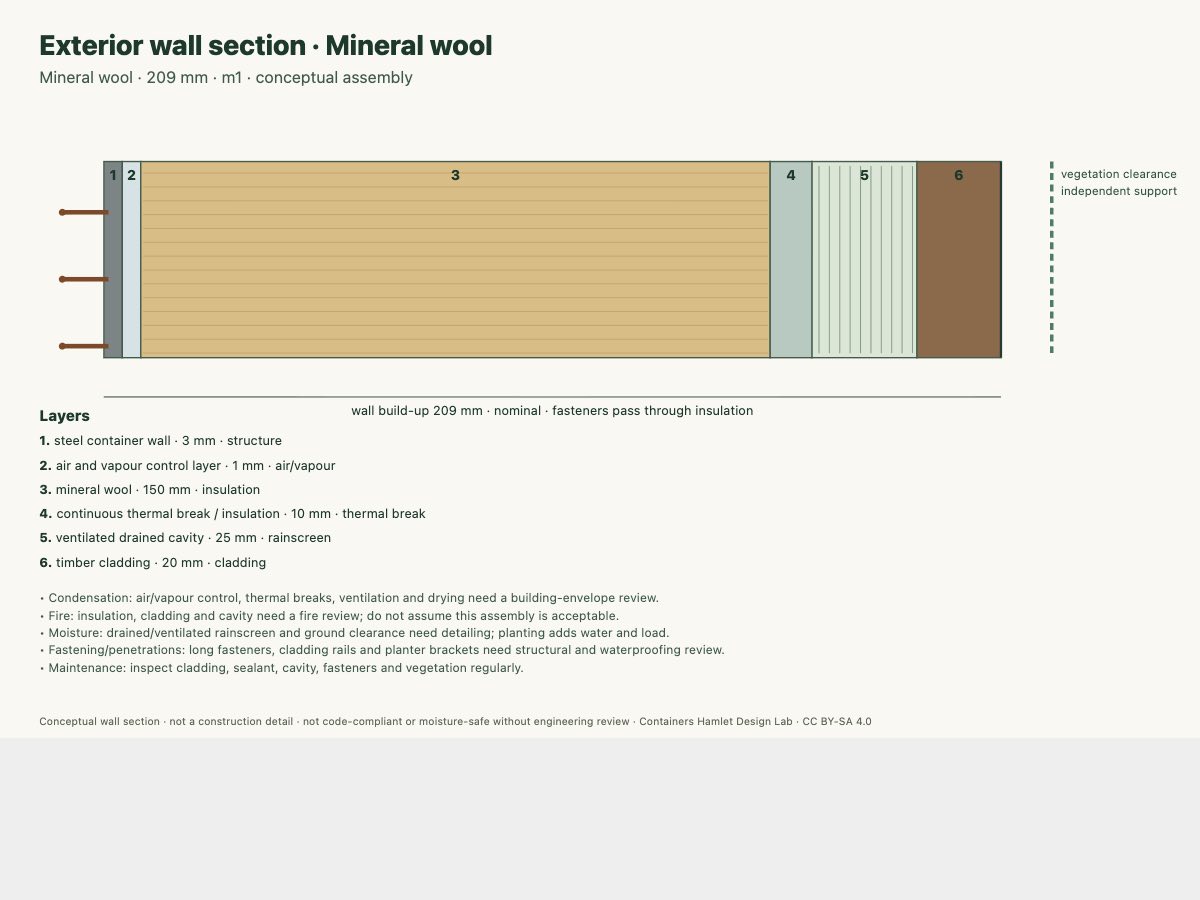 Exterior wall section · Mineral wool
Mineral wool · 209 mm · m1 · conceptual assembly
1 2 3 4 5 6
vegetation clearance
independent support
wall build-up 209 mm · nominal · fasteners pass through insulation
Layers
1. steel container wall · 3 mm · structure
2. air and vapour control layer · 1 mm · air/vapour
3. mineral wool · 150 mm · insulation
4. continuous thermal break / insulation · 10 mm · thermal break
5. ventilated drained cavity · 25 mm · rainscreen
6. timber cladding · 20 mm · cladding
• Condensation: air/vapour control, thermal breaks, ventilation and drying need a building-envelope review.
• Fire: insulation, cladding and cavity need a fire review; do not assume this assembly is acceptable.
• Moisture: drained/ventilated rainscreen and ground clearance need detailing; planting adds water and load.
• Fastening/penetrations: long fasteners, cladding rails and planter brackets need structural and waterproofing review.
• Maintenance: inspect cladding, sealant, cavity, fasteners and vegetation regularly.
Conceptual wall section · not a construction detail · not code-compliant or moisture-safe without engineering review · Containers Hamlet Design Lab · CC BY-SA 4.0